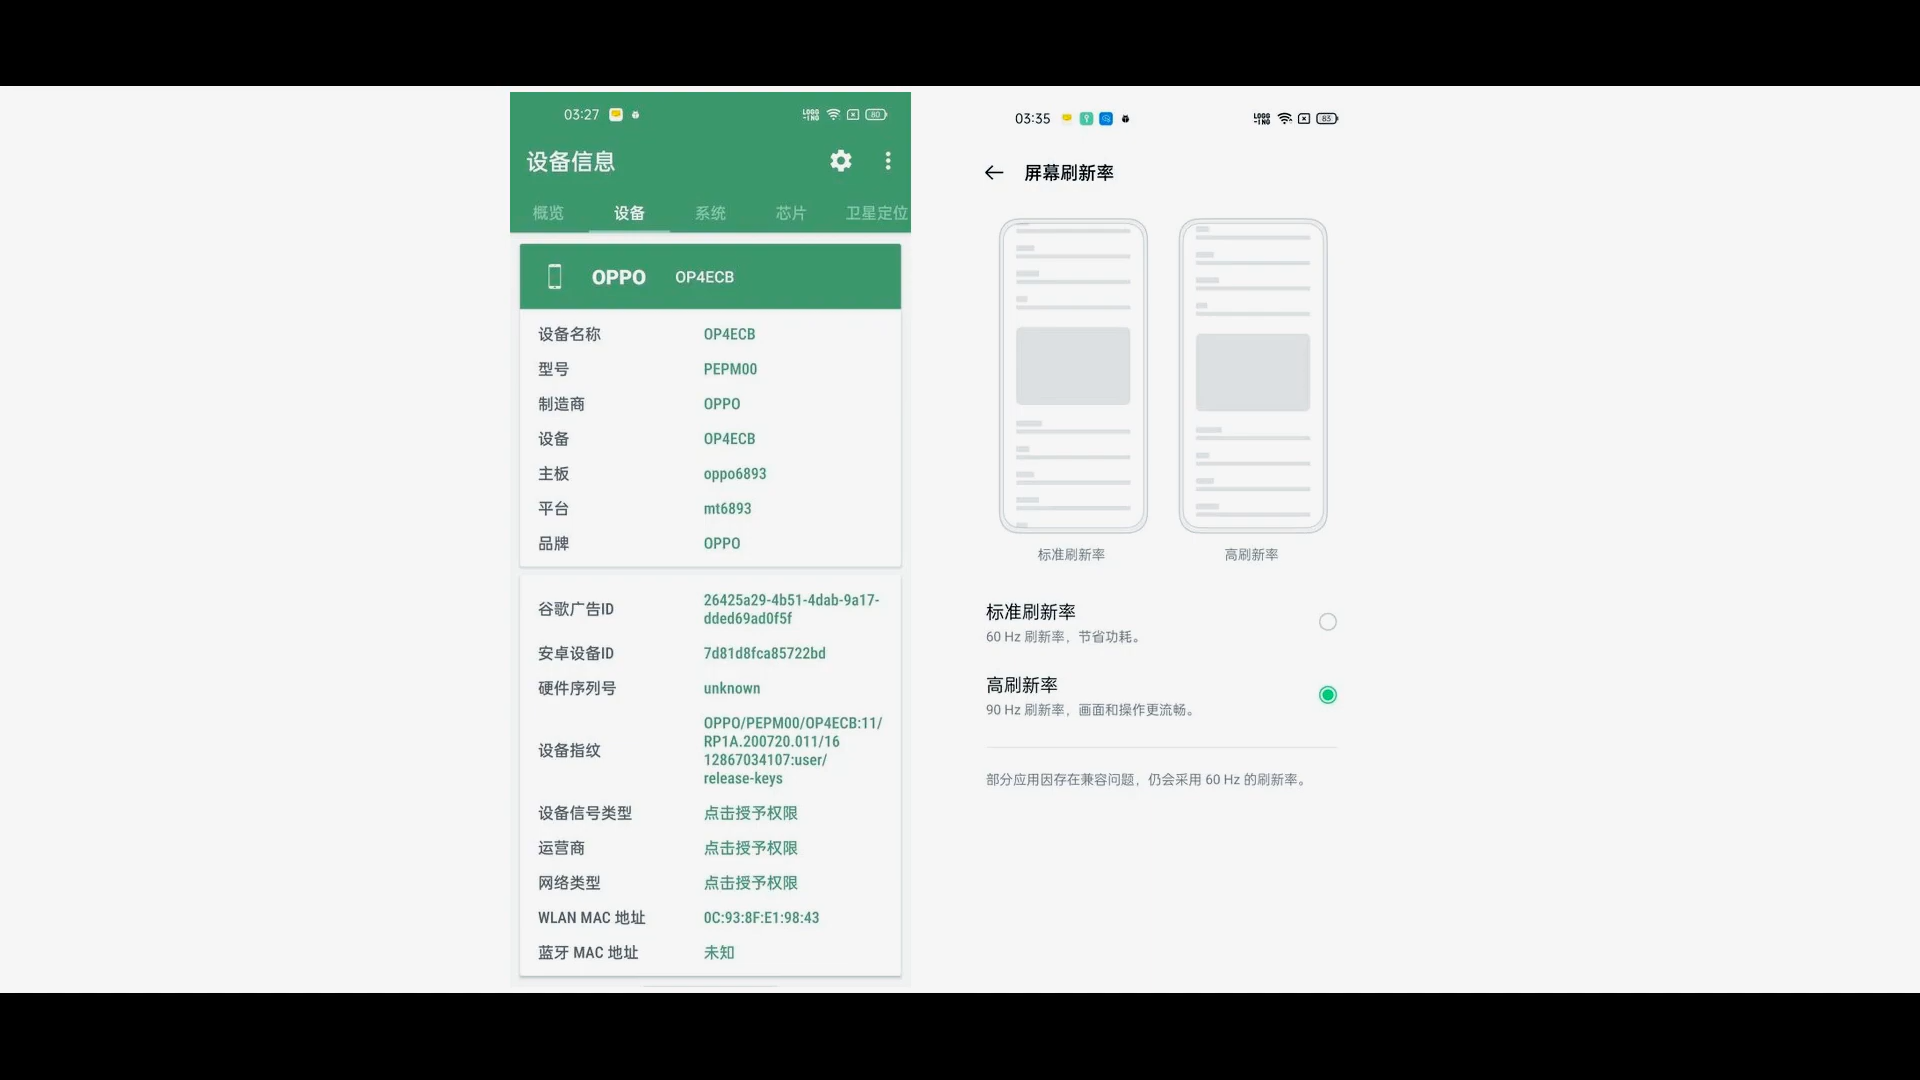 03:27
LOGG
-ING
80
设备信息
概览 设备 系统 芯片 卫星定位
OPPO OP4ECB
设备名称 OP4ECB
型号 PEPM00
制造商 OPPO
设备 OP4ECB
主板 oppo6893
平台 mt6893
品牌 OPPO
谷歌广告ID 26425a29-4b51-4dab-9a17-
dded69ad0f5f
安卓设备ID 7d81d8fca85722bd
硬件序列号 unknown
设备指纹 OPPO/PEPM00/OP4ECB:11/
RP1A.200720.011/16
12867034107:user/
release-keys
设备信号类型 点击授予权限
运营商 点击授予权限
网络类型 点击授予权限
WLAN MAC 地址 0C:93:8F:E1:98:43
蓝牙 MAC 地址 未知
03:35
LOGG
-ING
83
屏幕刷新率
标准刷新率 高刷新率
标准刷新率
60 Hz 刷新率，节省功耗。
高刷新率
90 Hz 刷新率，画面和操作更流畅。
部分应用因存在兼容问题，仍会采用 60 Hz 的刷新率。